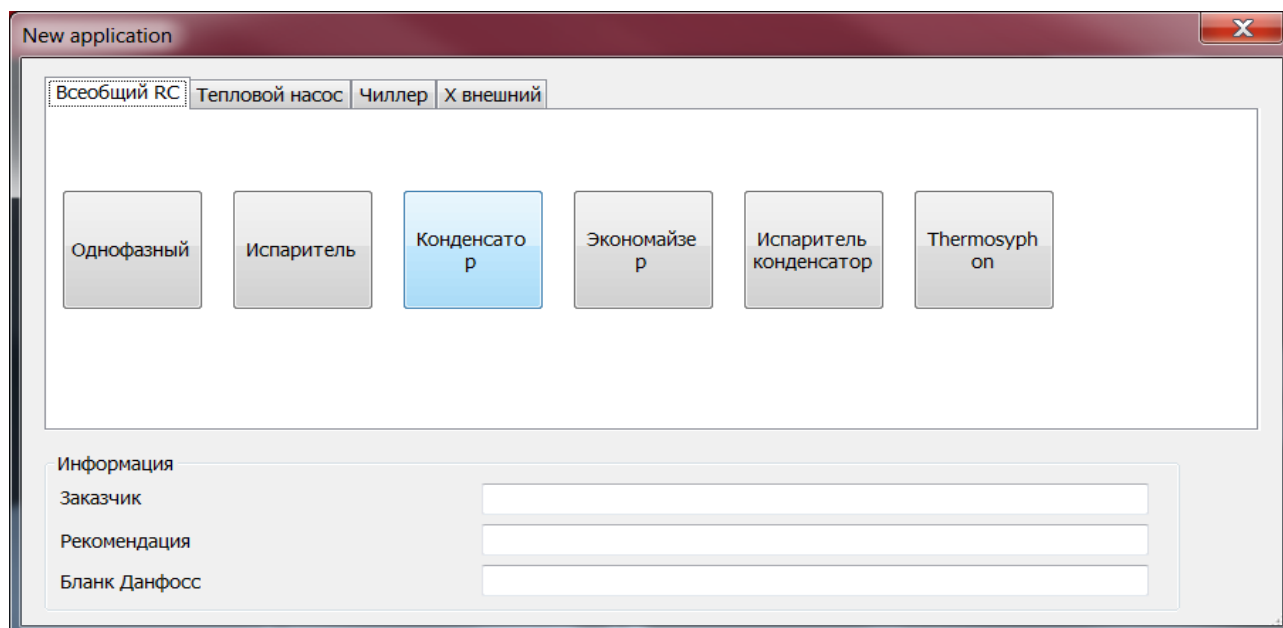 New application
X
Всеобщий RC Тепловой насос Чиллер X внешний
Однофазный Испаритель Конденсато Экономайзе Испаритель Thermosyph
р р конденсатор on
Информация
Заказчик
Рекомендация
Бланк Данфосс